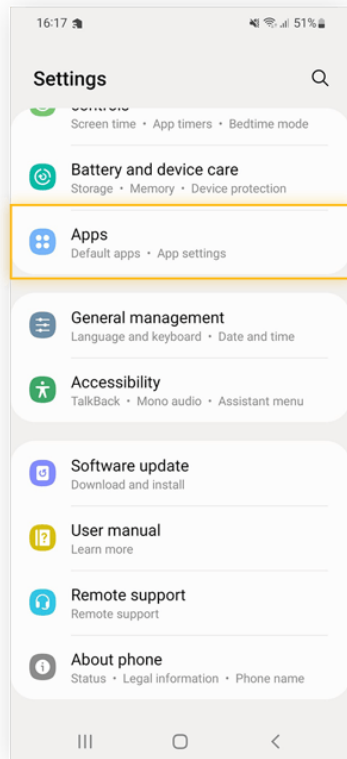 16:17 51%
Settings
controls
Screen time • App timers • Bedtime mode
Battery and device care
Storage • Memory • Device protection
Apps
Default apps • App settings
General management
Language and keyboard • Date and time
Accessibility
TalkBack • Mono audio • Assistant menu
Software update
Download and install
User manual
Learn more
Remote support
Remote support
About phone
Status • Legal information • Phone name